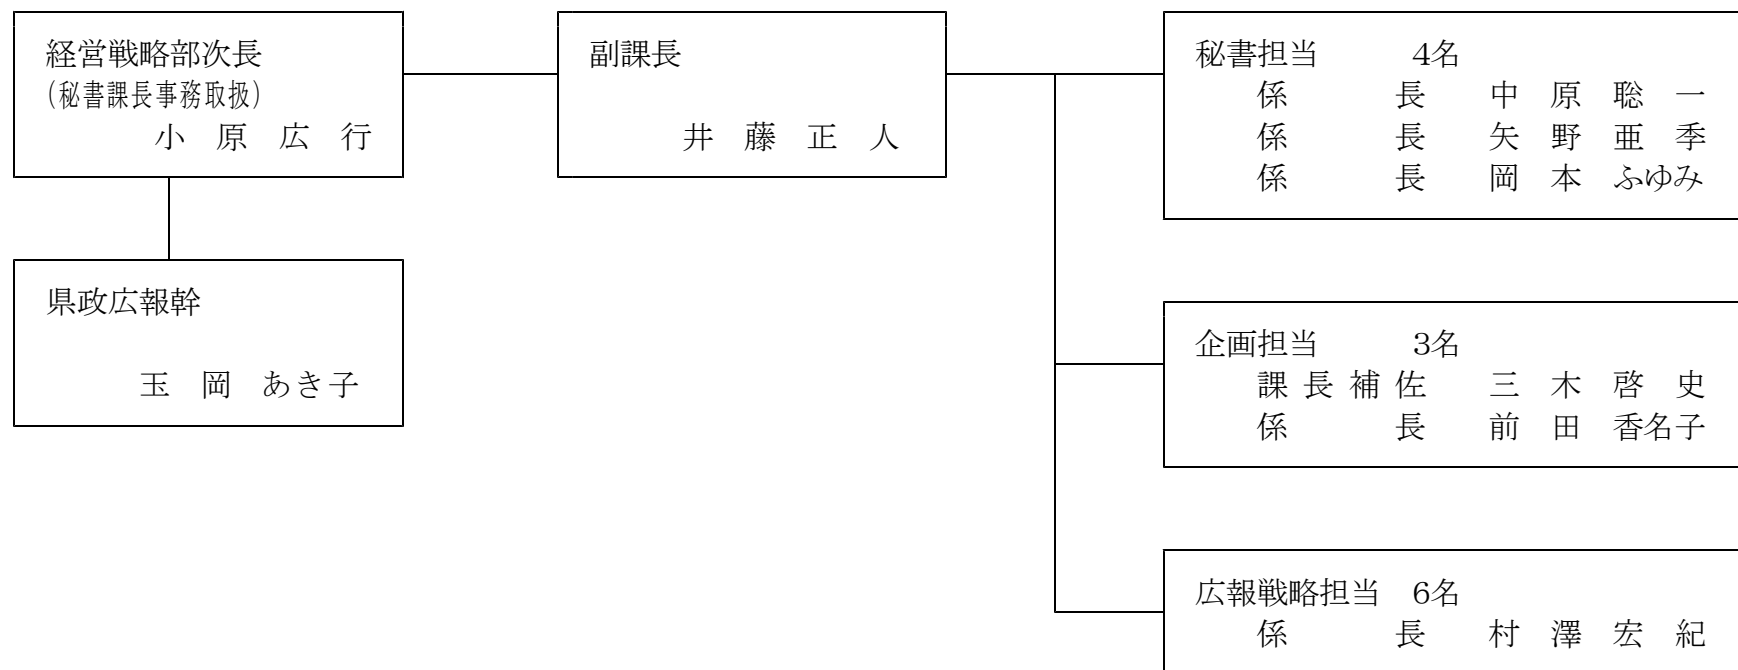 経営戦略部次長
(秘書課長事務取扱)
小原広行
県政広報幹
玉岡あき子
副課長
井藤正人
秘書担当 4名
係長 中原聡一
係長 矢野亜季
係長 岡本ふゆみ
企画担当 3名
課長補佐 三木啓史
係長 前田香名子
広報戦略担当 6名
係長 村澤宏紀